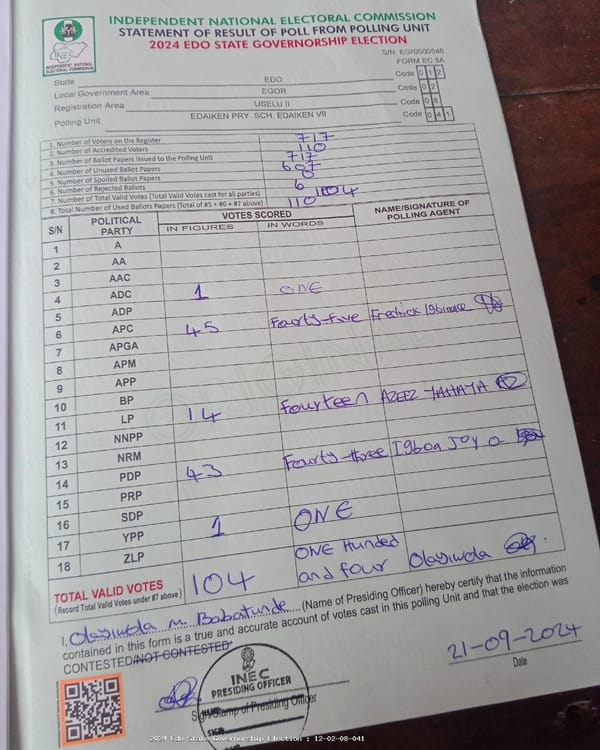 INDEPENDENT NATIONAL ELECTORAL COMMISSION
STATEMENT OF RESULT OF POLL FROM POLLING UNIT
2024 EDO STATE GOVERNORSHIP ELECTION
INEC
INDEPENDENT NATIONAL ELECTORAL COMMISSION
S/N: EG/0000546
FORM EC 8A
State EDO Code 0 1 2
Local Government Area EGOR Code 0 2
Registration Area USELU II Code 0 8
Polling Unit EDAIKEN PRY. SCH. EDAIKEN VII Code 0 4 1
1. Number of Voters on the Register 717
2. Number of Accredited Voters 110
3. Number of Ballot Papers Issued to the Polling Unit 717
4. Number of Unused Ballot Papers 607
5. Number of Spoiled Ballot Papers 0
6. Number of Rejected Ballots 6
7. Number of Total Valid Votes (Total Valid Votes cast for all parties) 104
8. Total Number of Used Ballots Papers (Total of #5 + #6 + #7 above) 110
S/N POLITICAL PARTY VOTES SCORED NAME/SIGNATURE OF POLLING AGENT
IN FIGURES IN WORDS
1 A
2 AA
3 AAC
4 ADC 1 ONE
5 ADP
6 APC 45 Fourty-five Fredrick
7 APGA
8 APM
9 APP
10 BP
11 LP 14 Fourteen AZEEZ YAHAYA
12 NNPP
13 NRM
14 PDP 43 Fourty-three Igboa Joy O
15 PRP
16 SDP
17 YPP 1 ONE
18 ZLP
TOTAL VALID VOTES 104 ONE Hunded and four Olasiwola
(Record Total Valid Votes under #7 above)
I, Olasiwola M. Babatunde (Name of Presiding Officer) hereby certify that the information
contained in this form is a true and accurate account of votes cast in this polling Unit and that the election was
CONTESTED/NOT CONTESTED
INEC
PRESIDING OFFICER
Sign/Stamp of Presiding Officer
21-09-2024
Date
2024 Edo State Governorship Election : 12-02-08-041